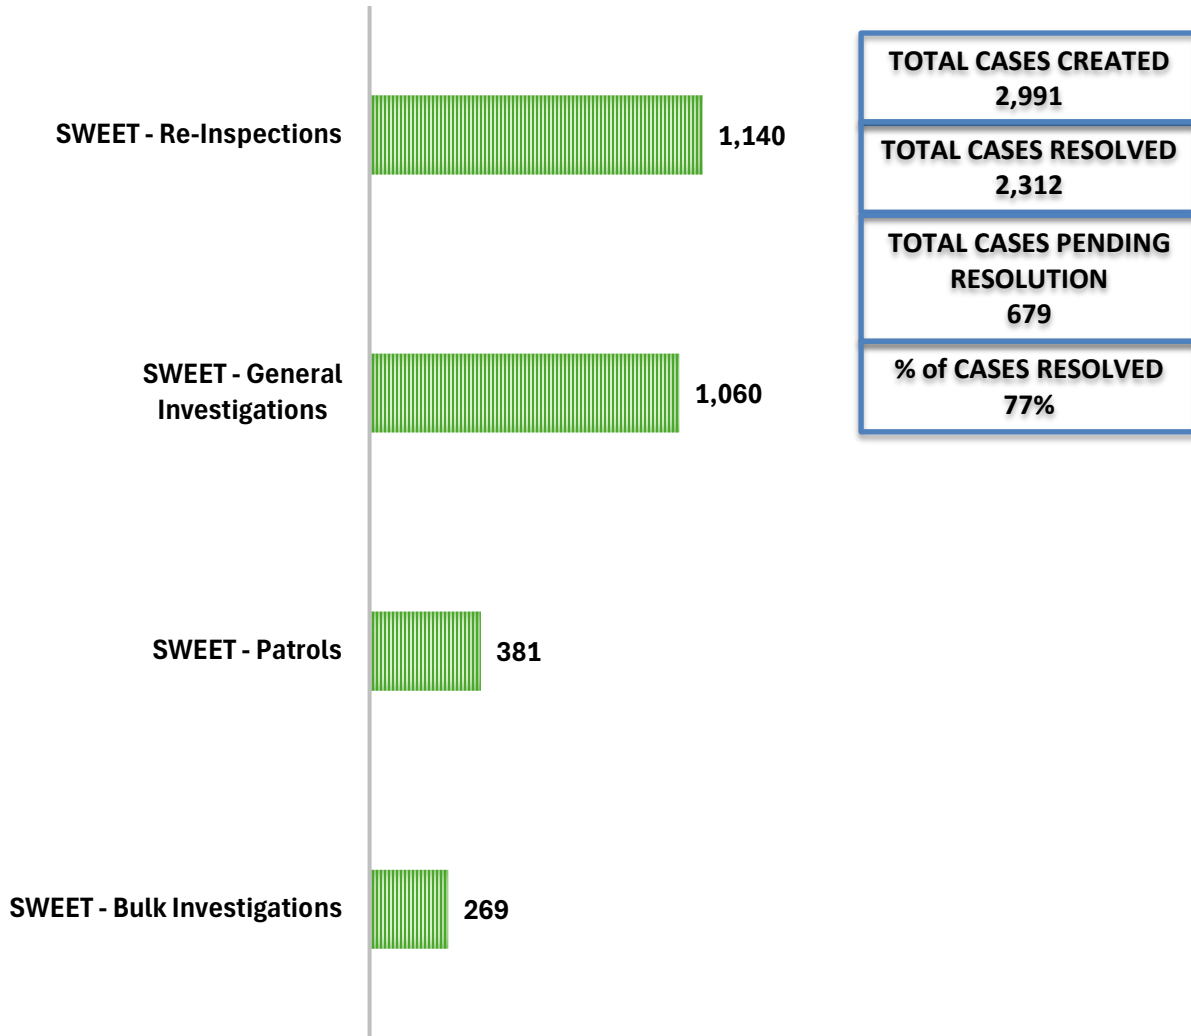 SWEET - Re-Inspections
1,140
SWEET - General
Investigations
1,060
SWEET - Patrols
381
SWEET - Bulk Investigations
269
TOTAL CASES CREATED
2,991
TOTAL CASES RESOLVED
2,312
TOTAL CASES PENDING
RESOLUTION
679
% of CASES RESOLVED
77%